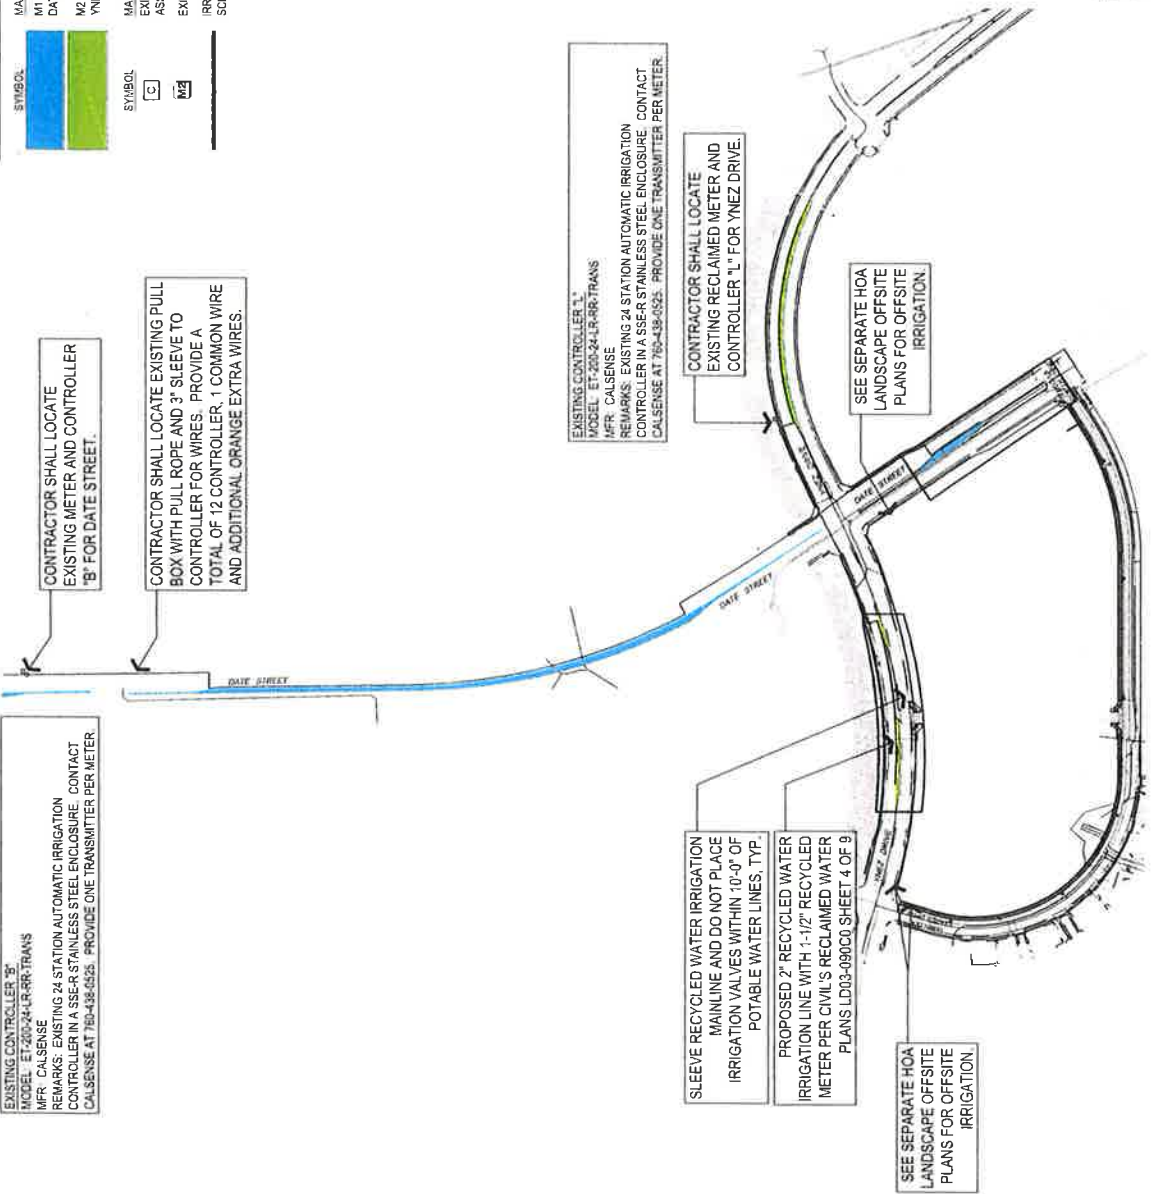 SYMBOL
M1
M2
SYMBOL
C
M2
CONTRACTOR SHALL LOCATE
EXISTING METER AND CONTROLLER
"B" FOR DATE STREET.
CONTRACTOR SHALL LOCATE EXISTING PULL
BOX WITH PULL ROPE AND 3" SLEEVE TO
CONTROLLER FOR WIRES. PROVIDE A
TOTAL OF 12 CONTROLLER, 1 COMMON WIRE
AND ADDITIONAL ORANGE EXTRA WIRES.
EXISTING CONTROLLER "L"
MODEL: ET-200-24-LR-RR-TRANS
MFR: CALSENSE
REMARKS: EXISTING 24 STATION AUTOMATIC IRRIGATION
CONTROLLER IN A SSE-R STAINLESS STEEL ENCLOSURE. CONTACT
CALSENSE AT 760-438-0525. PROVIDE ONE TRANSMITTER PER METER.
CONTRACTOR SHALL LOCATE
EXISTING RECLAIMED METER AND
CONTROLLER "L" FOR YNEZ DRIVE.
SEE SEPARATE HOA
LANDSCAPE OFFSITE
PLANS FOR OFFSITE
IRRIGATION.
EXISTING CONTROLLER "B"
MODEL: ET-200-24-LR-RR-TRANS
MFR: CALSENSE
REMARKS: EXISTING 24 STATION AUTOMATIC IRRIGATION
CONTROLLER IN A SSE-R STAINLESS STEEL ENCLOSURE. CONTACT
CALSENSE AT 760-438-0525. PROVIDE ONE TRANSMITTER PER METER.
DATE STREET
DATE STREET
DATE STREET
YNEZ DRIVE
SLEEVE RECYCLED WATER IRRIGATION
MAINLINE AND DO NOT PLACE
IRRIGATION VALVES WITHIN 10'-0" OF
POTABLE WATER LINES, TYP.
PROPOSED 2" RECYCLED WATER
IRRIGATION LINE WITH 1-1/2" RECYCLED
METER PER CIVIL'S RECLAIMED WATER
PLANS LD03-090CO SHEET 4 OF 9
SEE SEPARATE HOA
LANDSCAPE OFFSITE
PLANS FOR OFFSITE
IRRIGATION.